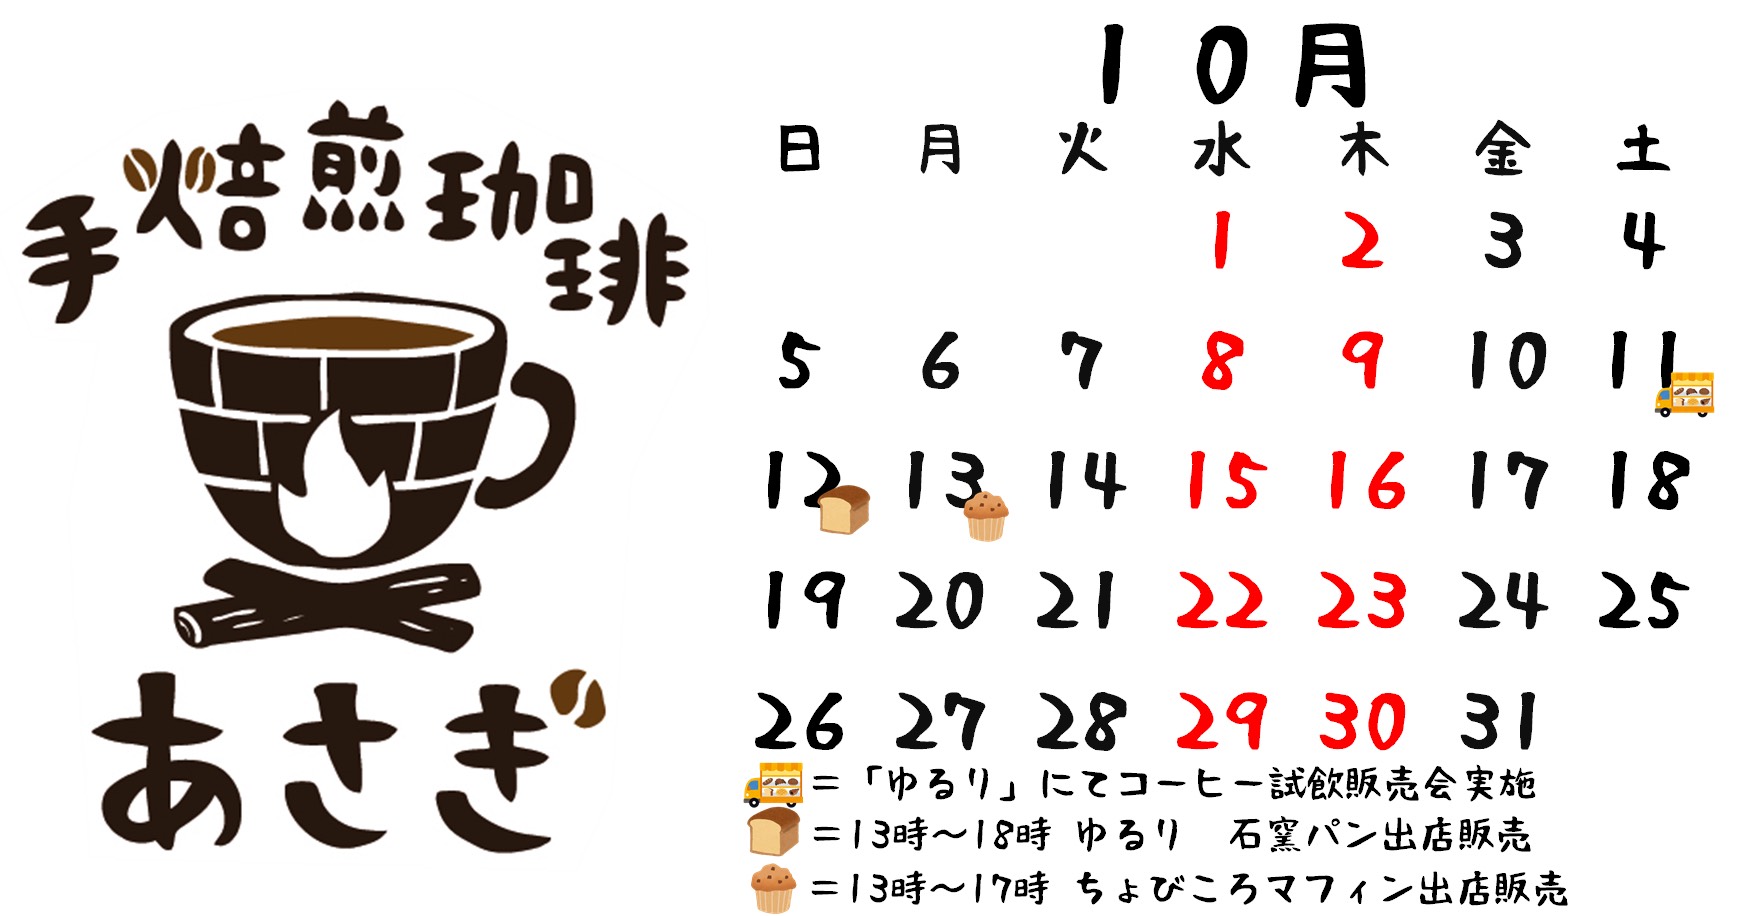 手焙煎珈琲
あさぎ
10月
日 月 火 水 木 金 土
1 2 3 4
5 6 7 8 9 10 11
12 13 14 15 16 17 18
19 20 21 22 23 24 25
26 27 28 29 30 31
=「ゆるり」にてコーヒー試飲販売会実施
=13時～18時 ゆるり　石窯パン出店販売
=13時～17時 ちょびころマフィン出店販売